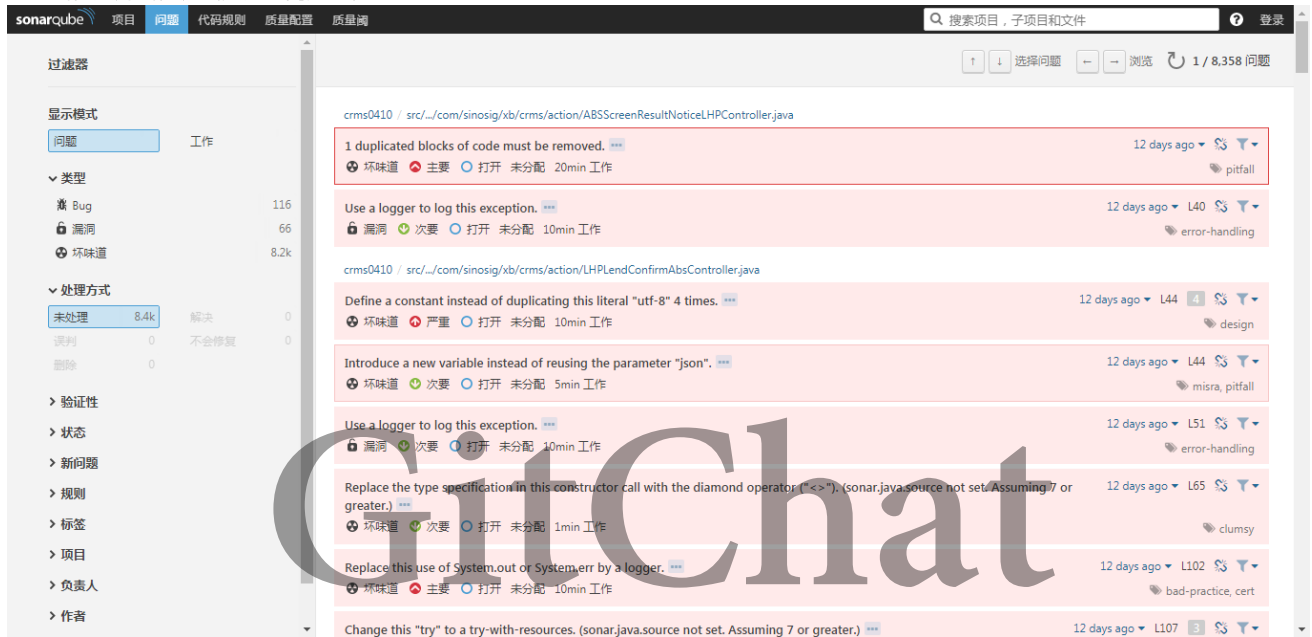 sonarqube 项目 问题 代码规则 质量配置 质量阈 搜索项目，子项目和文件 登录
过滤器
↑ ↓ 选择问题 ← → 浏览 1 / 8,358 问题
显示模式
问题 工作
类型
Bug 116
漏洞 66
坏味道 8.2k
处理方式
未处理 8.4k 解决 0
误判 0 不会修复 0
删除 0
验证性
状态
新问题
规则
标签
项目
负责人
作者
crms0410 / src/.../com/sinosig/xb/crms/action/ABSScreenResultNoticeLHPController.java
1 duplicated blocks of code must be removed. 12 days ago
坏味道 主要 打开 未分配 20min 工作 pitfall
Use a logger to log this exception. 12 days ago L40
漏洞 次要 打开 未分配 10min 工作 error-handling
crms0410 / src/.../com/sinosig/xb/crms/action/LHPLendConfirmAbsController.java
Define a constant instead of duplicating this literal "utf-8" 4 times. 12 days ago L44 4
坏味道 严重 打开 未分配 10min 工作 design
Introduce a new variable instead of reusing the parameter "json". 12 days ago L44
坏味道 次要 打开 未分配 5min 工作 misra, pitfall
Use a logger to log this exception. 12 days ago L51
漏洞 次要 打开 未分配 10min 工作 error-handling
Replace the type specification in this constructor call with the diamond operator ("<>"). (sonar.java.source not set. Assuming 7 or 12 days ago L65
greater.)
坏味道 次要 打开 未分配 1min 工作 clumsy
Replace this use of System.out or System.err by a logger. 12 days ago L102
坏味道 主要 打开 未分配 10min 工作 bad-practice, cert
Change this "try" to a try-with-resources. (sonar.java.source not set. Assuming 7 or greater.) 12 days ago L107 3
GitChat